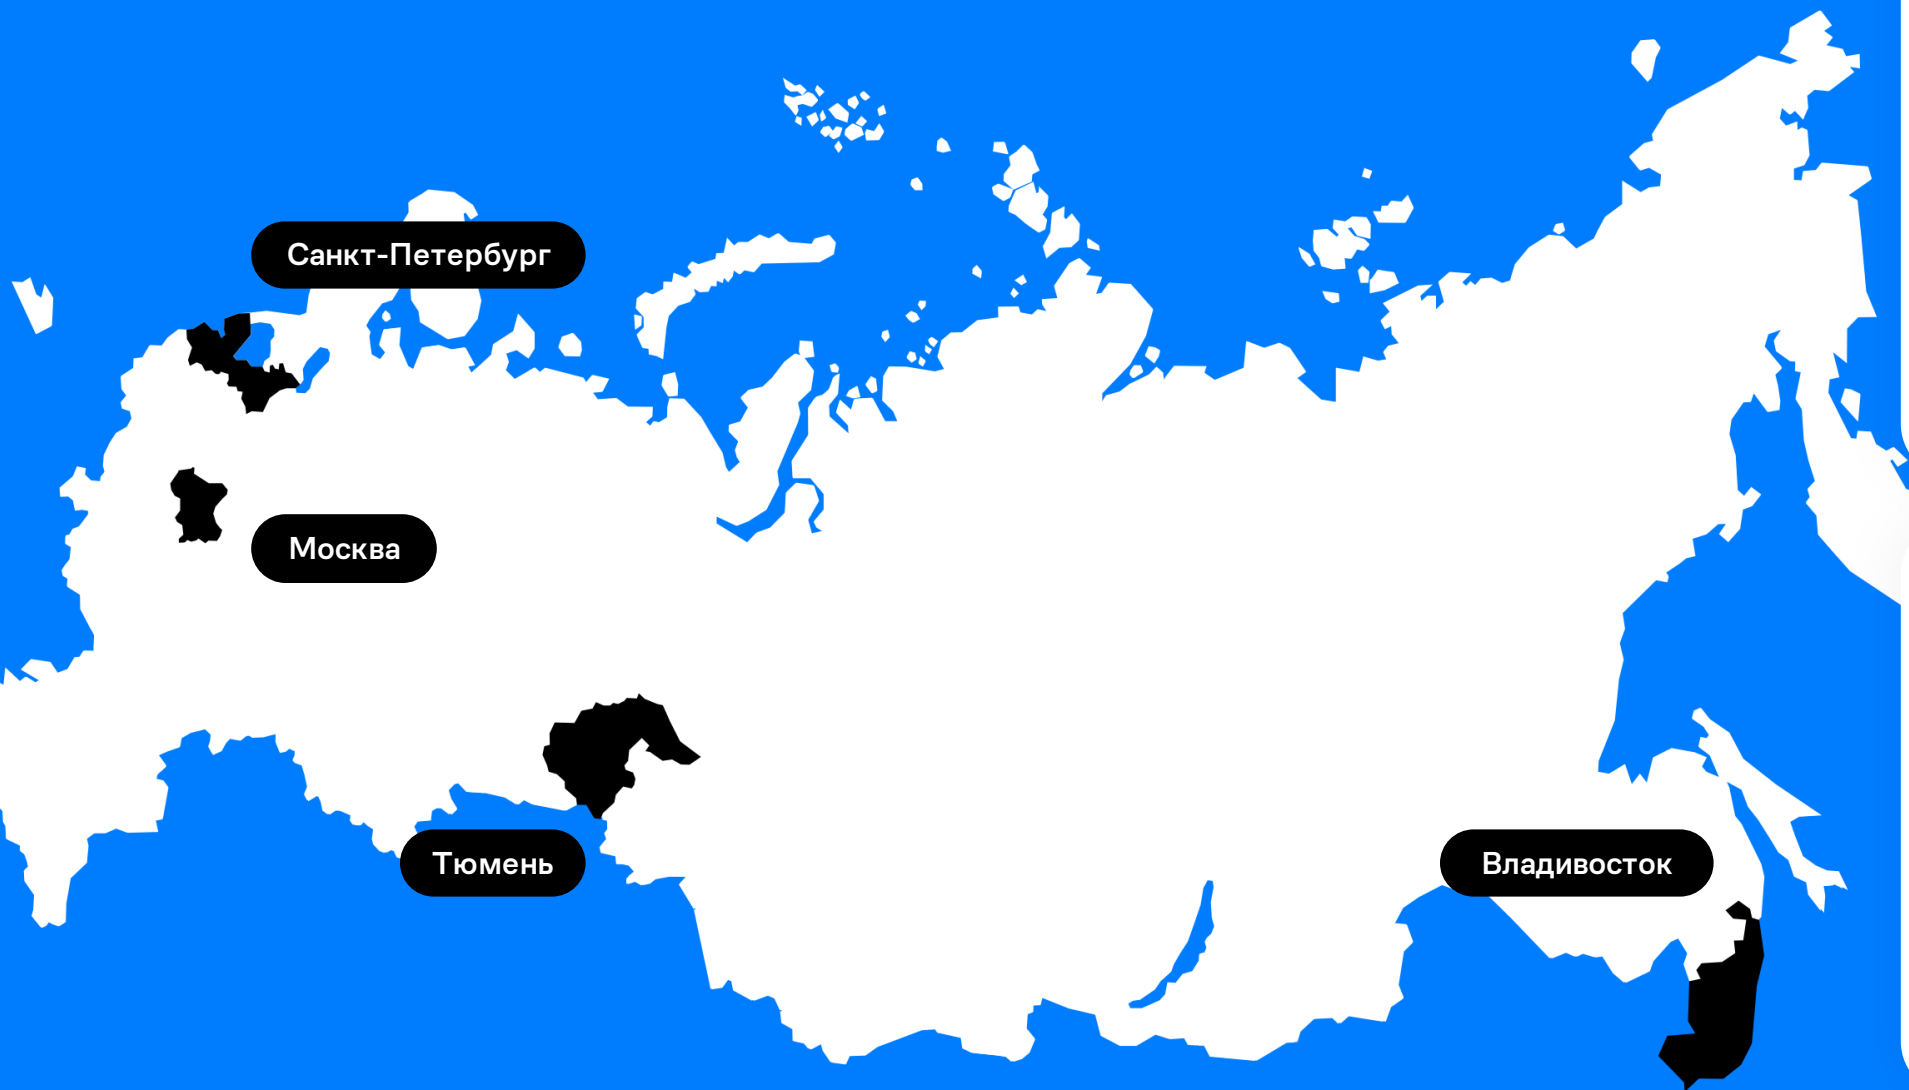 Санкт-Петербург
Москва
Тюмень
Владивосток